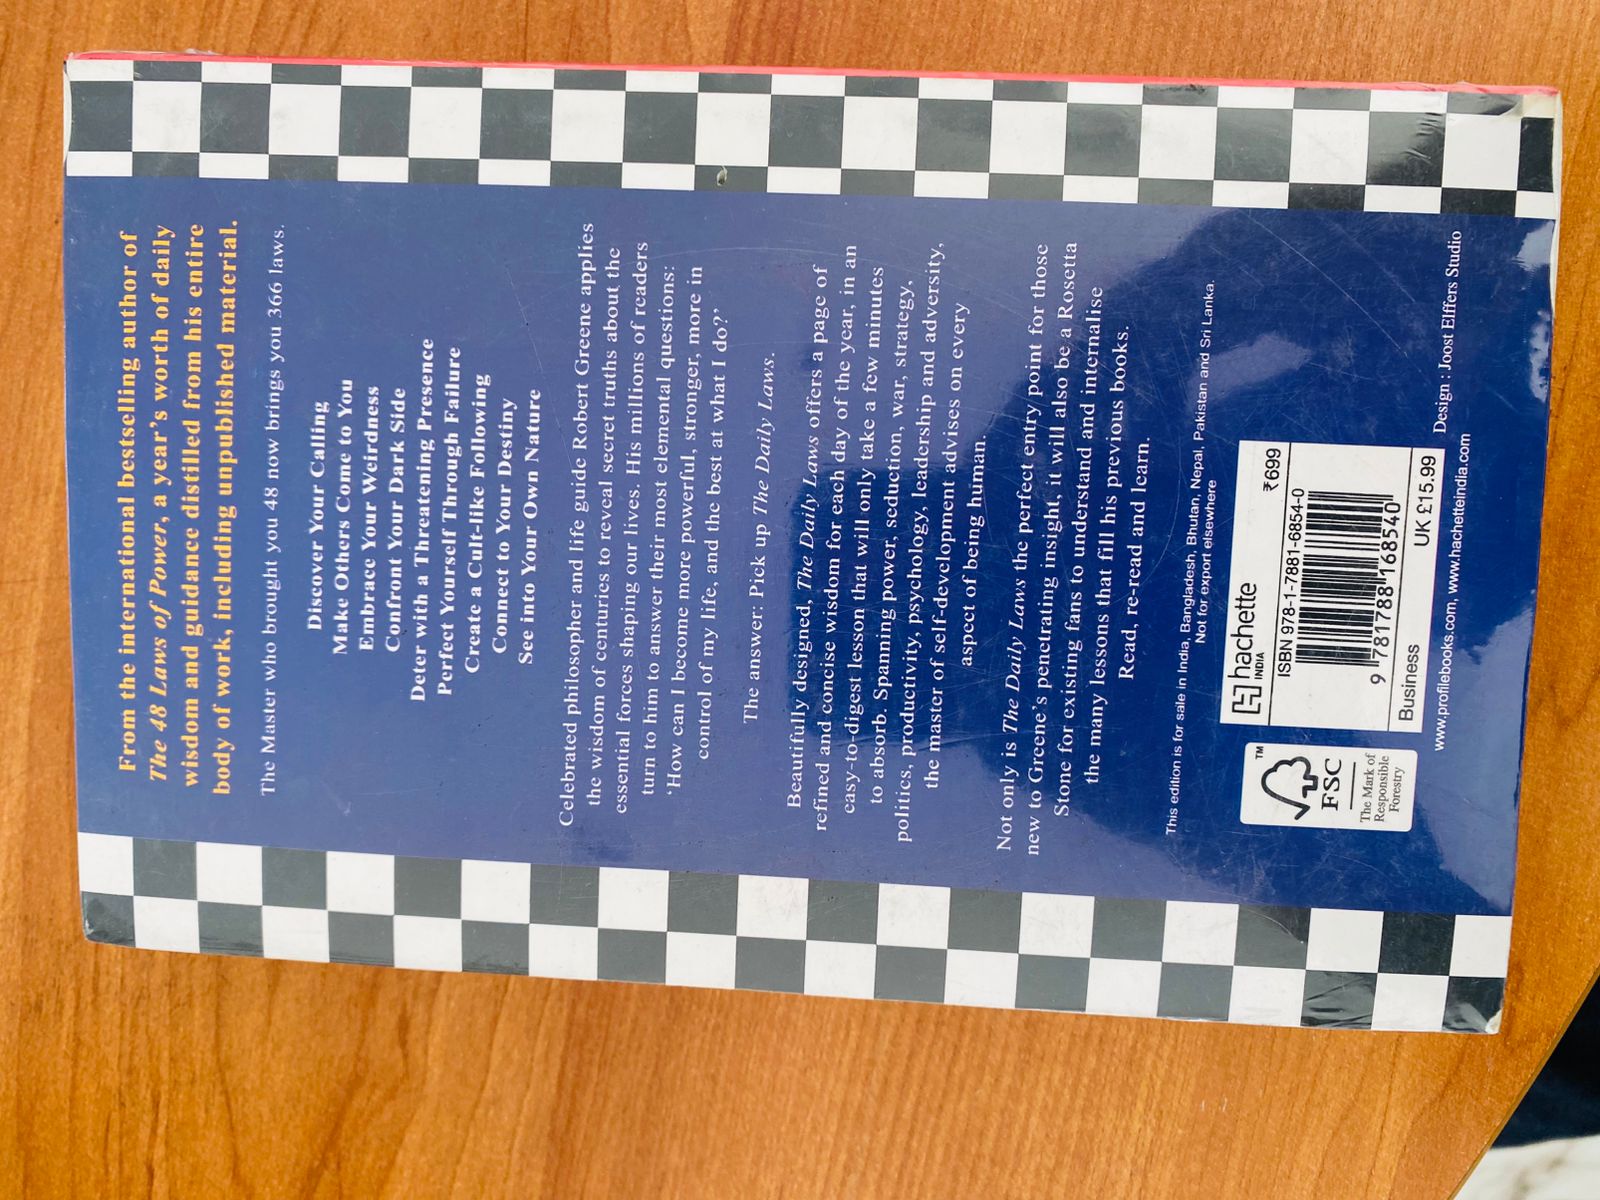 From the international bestselling author of
The 48 Laws of Power, a year's worth of daily
wisdom and guidance distilled from his entire
body of work, including unpublished material.
The Master who brought you 48 now brings you 366 laws.
Discover Your Calling
Make Others Come to You
Embrace Your Weirdness
Confront Your Dark Side
Deter with a Threatening Presence
Perfect Yourself Through Failure
Create a Cult-like Following
Connect to Your Destiny
See into Your Own Nature
Celebrated philosopher and life guide Robert Greene applies
the wisdom of centuries to reveal secret truths about the
essential forces shaping our lives. His millions of readers
turn to him to answer their most elemental questions:
'How can I become more powerful, stronger, more in
control of my life, and the best at what I do?'
The answer: Pick up The Daily Laws.
Beautifully designed, The Daily Laws offers a page of
refined and concise wisdom for each day of the year, in an
easy-to-digest lesson that will only take a few minutes
to absorb. Spanning power, seduction, war, strategy,
politics, productivity, psychology, leadership and adversity,
the master of self-development advises on every
aspect of being human.
Not only is The Daily Laws the perfect entry point for those
new to Greene's penetrating insight, it will also be a Rosetta
Stone for existing fans to understand and internalise
the many lessons that fill his previous books.
Read, re-read and learn.
This edition is for sale in India, Bangladesh, Bhutan, Nepal, Pakistan and Sri Lanka.
Not for export elsewhere
FSC
TM
The Mark of
Responsible
Forestry
hachette
INDIA
₹699
ISBN 978-1-7881-6854-0
9 781788 168540
Business
UK £15.99
www.profilebooks.com, www.hachetteindia.com
Design : Joost Elffers Studio